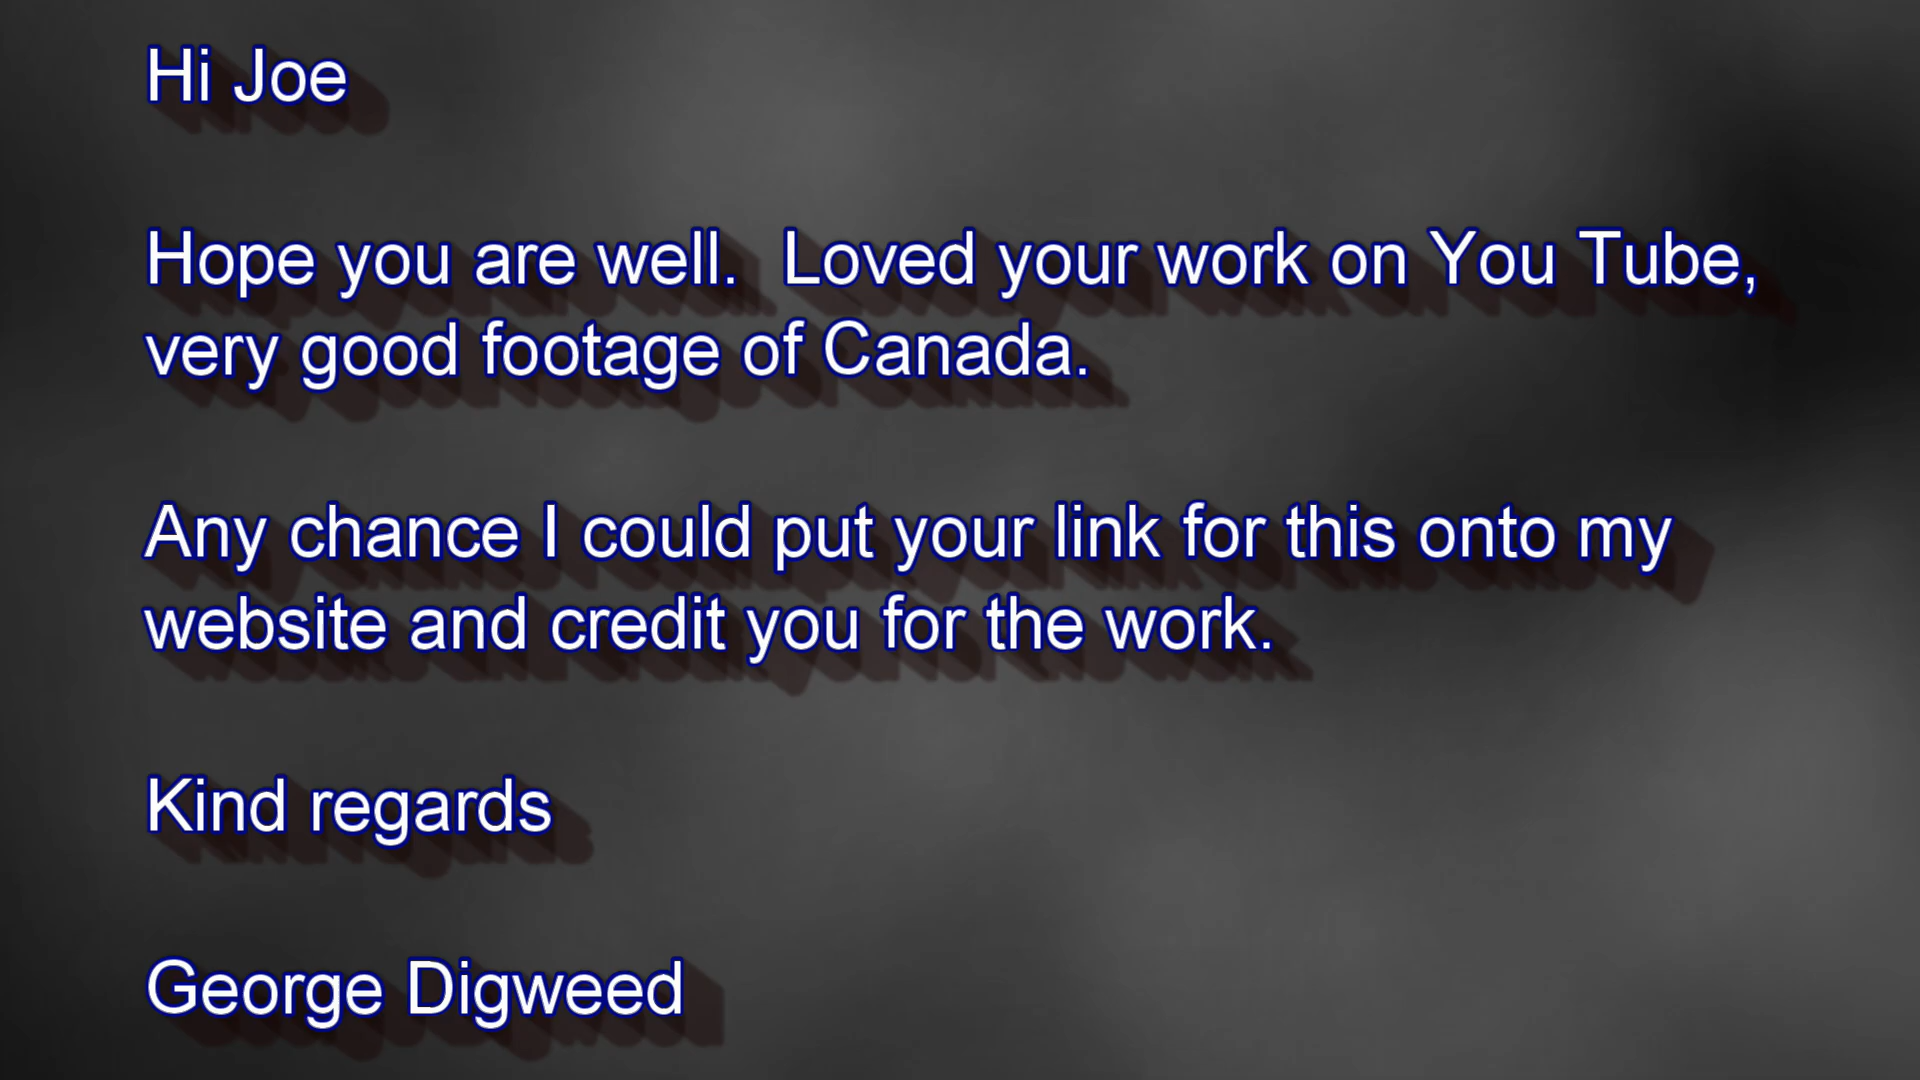 Hi Joe
Hope you are well.  Loved your work on You Tube,
very good footage of Canada.
Any chance I could put your link for this onto my
website and credit you for the work.
Kind regards
George Digweed